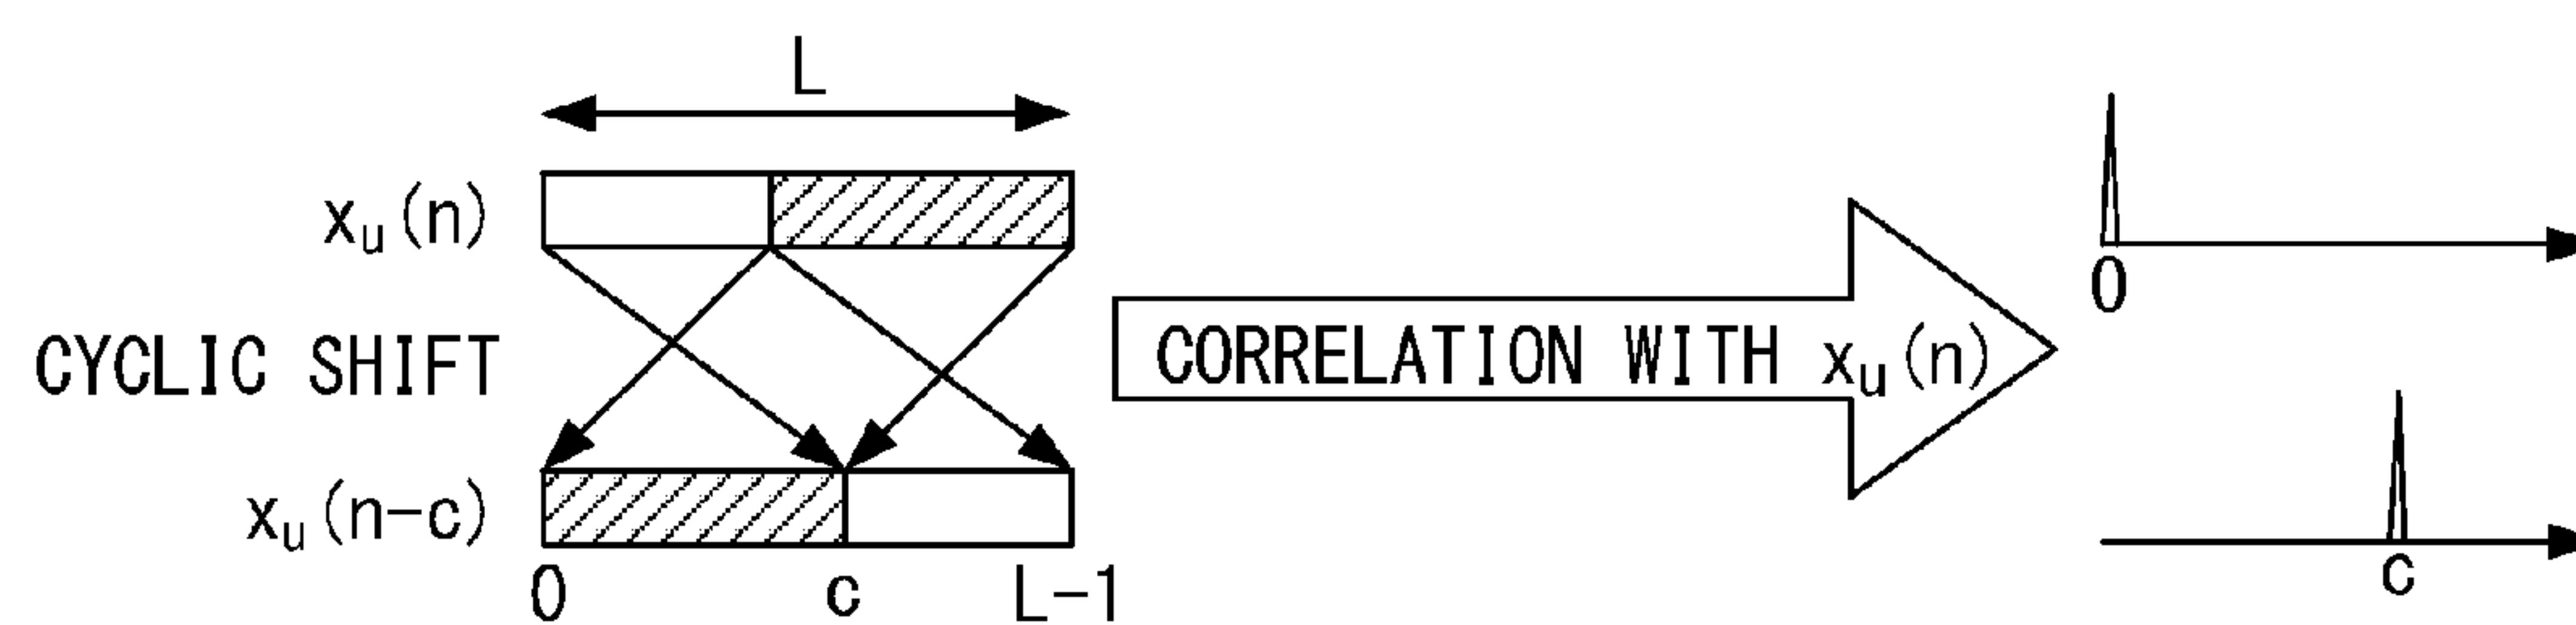 L
xᵤ(n)
CYCLIC SHIFT
xᵤ(n-c)
0 c L-1
CORRELATION WITH xᵤ(n)
0
c